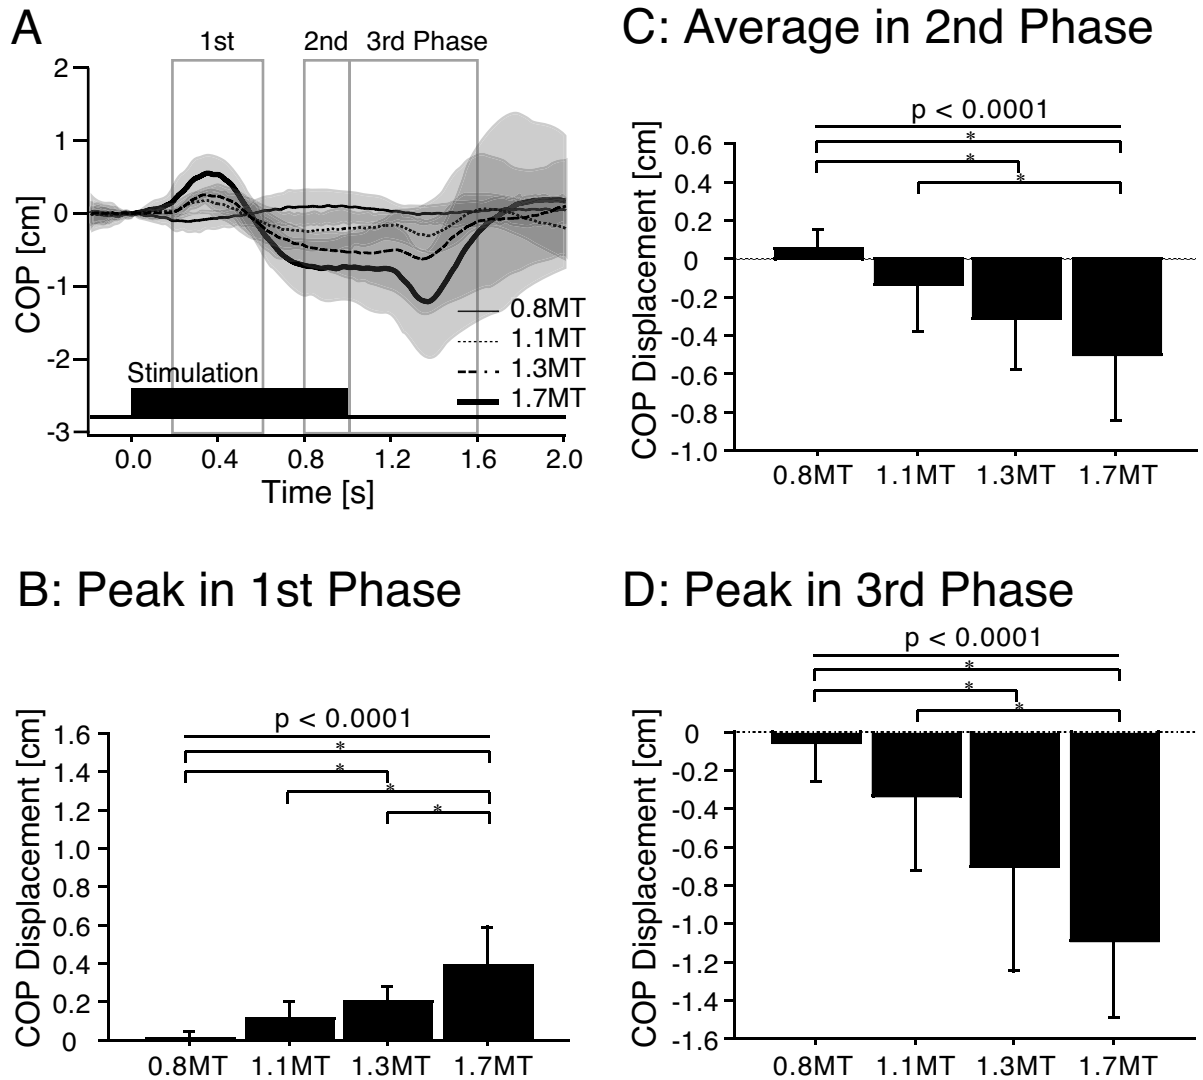 A
1st
2nd
3rd Phase
COP [cm]
2
1
0
-1
-2
-3
0.8MT
1.1MT
1.3MT
1.7MT
Stimulation
0.0 0.4 0.8 1.2 1.6 2.0
Time [s]
C: Average in 2nd Phase
p < 0.0001
*
*
*
COP Displacement [cm]
0.6
0.4
0.2
0
-0.2
-0.4
-0.6
-0.8
-1.0
0.8MT 1.1MT 1.3MT 1.7MT
B: Peak in 1st Phase
p < 0.0001
*
*
*
*
COP Displacement [cm]
1.6
1.4
1.2
1.0
0.8
0.6
0.4
0.2
0
0.8MT 1.1MT 1.3MT 1.7MT
D: Peak in 3rd Phase
p < 0.0001
*
*
*
COP Displacement [cm]
0
-0.2
-0.4
-0.6
-0.8
-1.0
-1.2
-1.4
-1.6
0.8MT 1.1MT 1.3MT 1.7MT